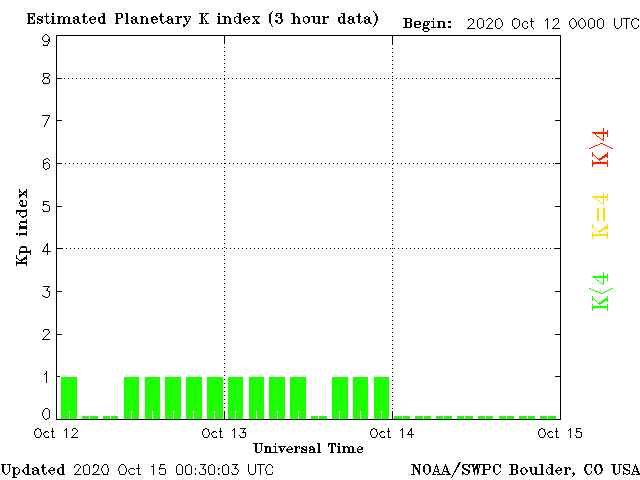 Estimated Planetary K index (3 hour data)
Begin: 2020 Oct 12 0000 UTC
9
8
7
6
5
4
3
2
1
0
Kp index
K>4
K=4
K<4
Oct 12
Oct 13
Oct 14
Oct 15
Universal Time
Updated 2020 Oct 15 00:30:03 UTC
NOAA/SWPC Boulder, CO USA